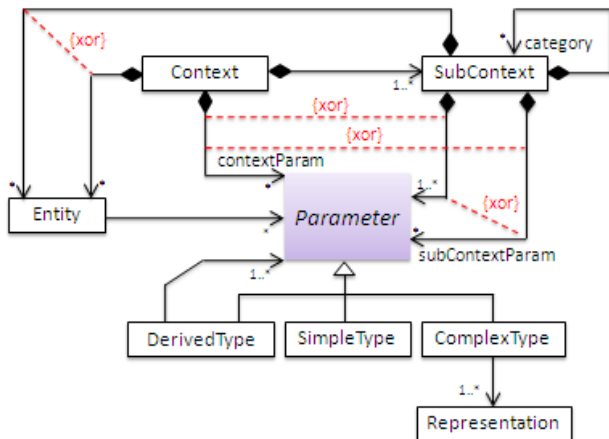 {xor}
*
category
Context
SubContext
1..*
{xor}
{xor}
contextParam
*
*
*
1..*
Entity
Parameter
{xor}
*
*
subContextParam
1..*
DerivedType
SimpleType
ComplexType
1..*
Representation